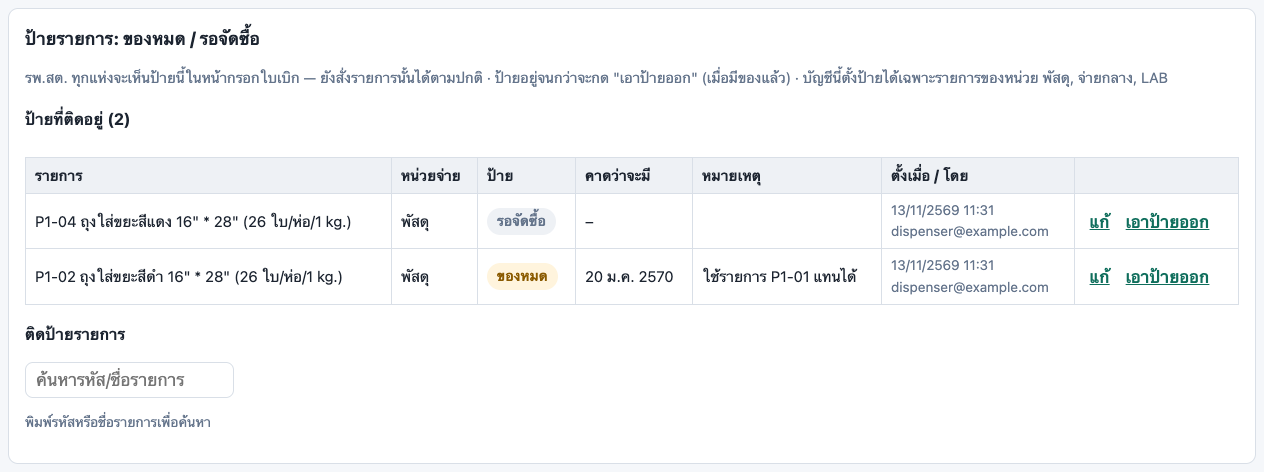 ป้ายรายการ: ของหมด / รอจัดซื้อ
รพ.สต. ทุกแห่งจะเห็นป้ายนี้ในหน้ากรอกใบเบิก — ยังสั่งรายการนั้นได้ตามปกติ · ป้ายอยู่จนกว่าจะกด "เอาป้ายออก" (เมื่อมีของแล้ว) · บัญชีนี้ตั้งป้ายได้เฉพาะรายการของหน่วย พัสดุ, จ่ายกลาง, LAB
ป้ายที่ติดอยู่ (2)
รายการ หน่วยจ่าย ป้าย คาดว่าจะมี หมายเหตุ ตั้งเมื่อ / โดย
P1-04 ถุงใส่ขยะสีแดง 16" * 28" (26 ใบ/ห่อ/1 kg.) พัสดุ รอจัดซื้อ – 13/11/2569 11:31 dispenser@example.com แก้ เอาป้ายออก
P1-02 ถุงใส่ขยะสีดำ 16" * 28" (26 ใบ/ห่อ/1 kg.) พัสดุ ของหมด 20 ม.ค. 2570 ใช้รายการ P1-01 แทนได้ 13/11/2569 11:31 dispenser@example.com แก้ เอาป้ายออก
ติดป้ายรายการ
ค้นหารหัส/ชื่อรายการ
พิมพ์รหัสหรือชื่อรายการเพื่อค้นหา